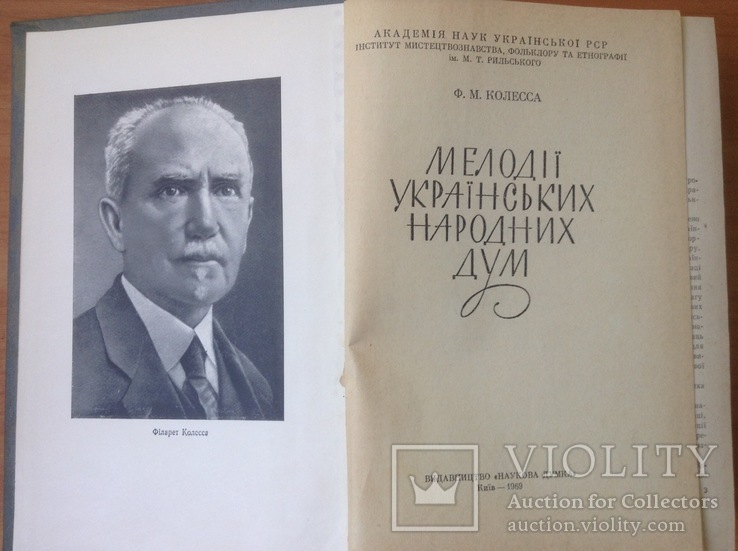 Філарет Колесса
АКАДЕМІЯ НАУК УКРАЇНСЬКОЇ РСР
ІНСТИТУТ МИСТЕЦТВОЗНАВСТВА, ФОЛЬКЛОРУ ТА ЕТНОГРАФІЇ
ім. М. Т. РИЛЬСЬКОГО
Ф. М. КОЛЕССА
МЕЛОДІЇ
УКРАЇНСЬКИХ
НАРОДНИХ
ДУМ
ВИДАВНИЦТВО «НАУКОВА ДУМКА»
Київ — 1969
VIOLITY
Auction for Collectors
auction.violity.com